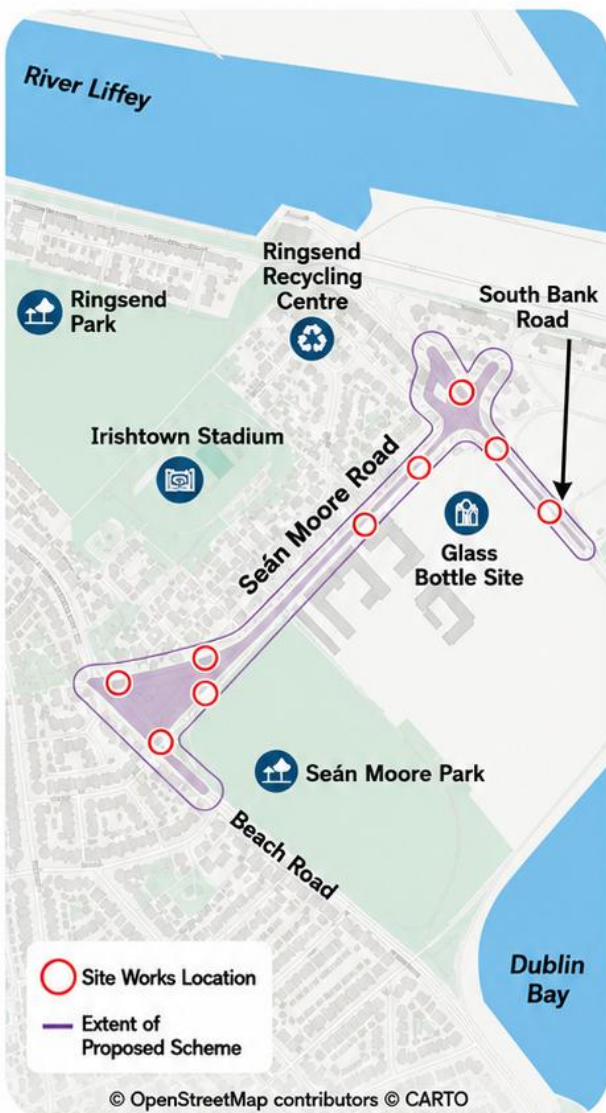 River Liffey
Ringsend
Recycling
Centre
South Bank
Road
Ringsend
Park
Irishtown Stadium
Seán Moore Road
Glass
Bottle Site
Seán Moore Park
Beach Road
Dublin
Bay
Site Works Location
Extent of
Proposed Scheme
© OpenStreetMap contributors © CARTO